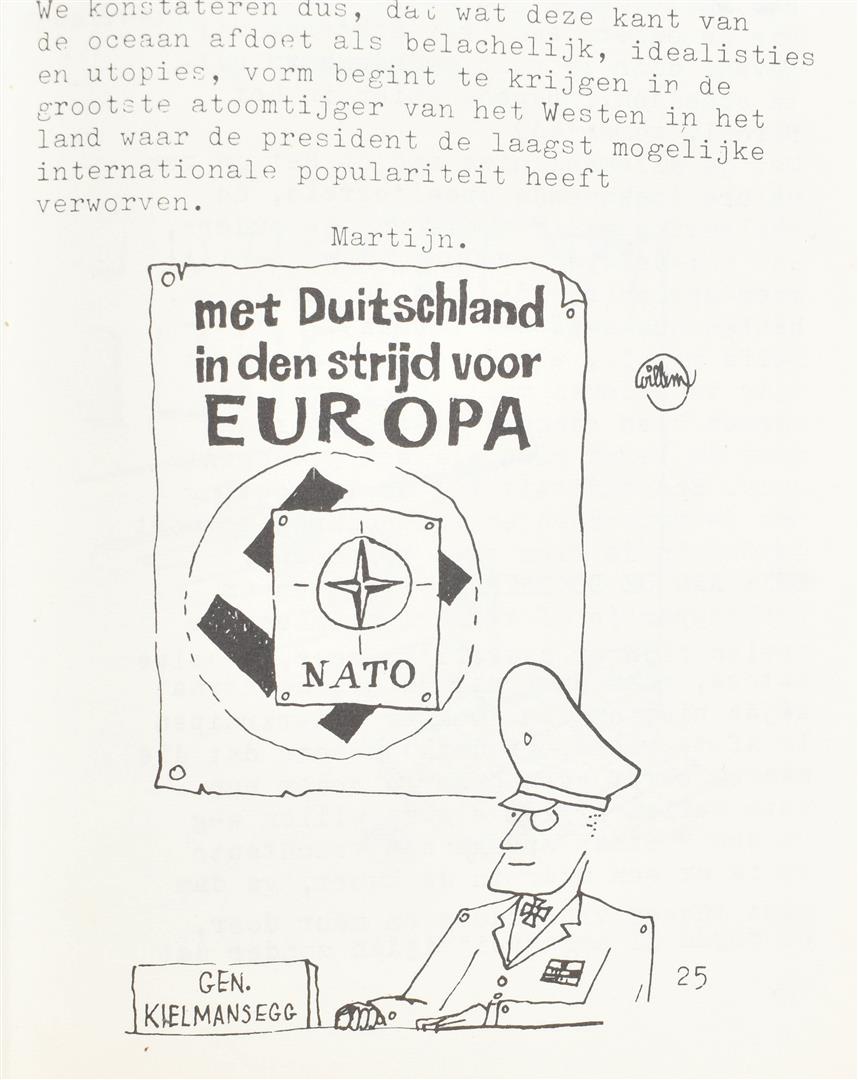 We konstateren dus, dat wat deze kant van
de oceaan afdoet als belachelijk, idealisties
en utopies, vorm begint te krijgen in de
grootste atoomtijger van het Westen in het
land waar de president de laagst mogelijke
internationale populariteit heeft
verworven.
Martijn.
met Duitschland
in den strijd voor
EUROPA
willem
NATO
GEN.
KIELMANSEGG
25